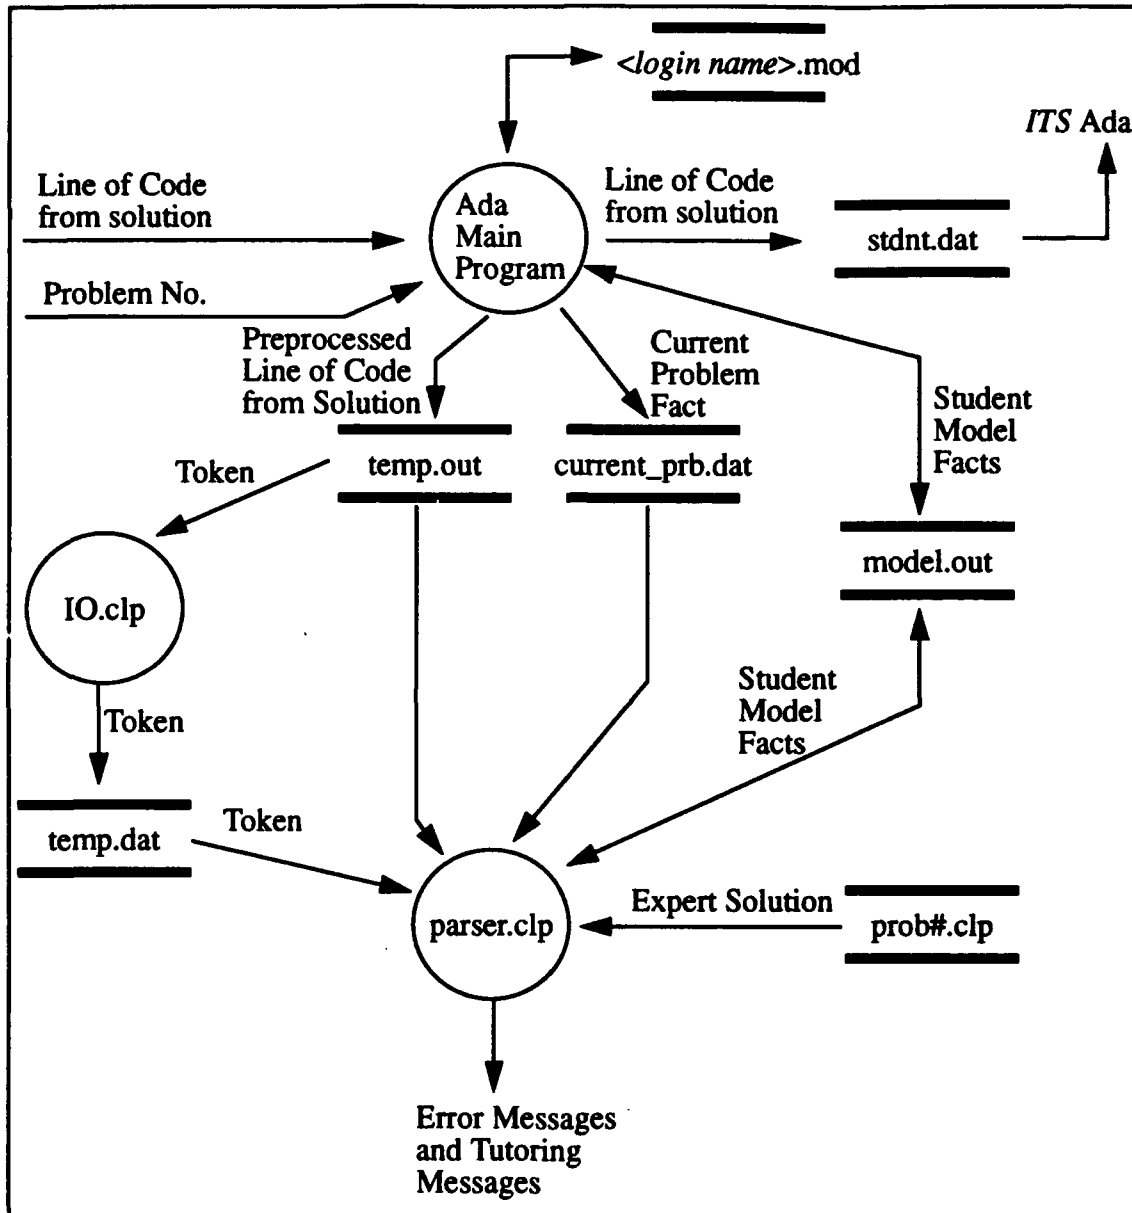 <login name>.mod
ITS Ada
Line of Code
from solution
Ada
Main
Program
Line of Code
from solution
stdnt.dat
Problem No.
Preprocessed
Line of Code
from Solution
Current
Problem
Fact
Student
Model
Facts
Token
temp.out
current_prb.dat
model.out
IO.clp
Token
Student
Model
Facts
temp.dat
Token
parser.clp
Expert Solution
prob#.clp
Error Messages
and Tutoring
Messages